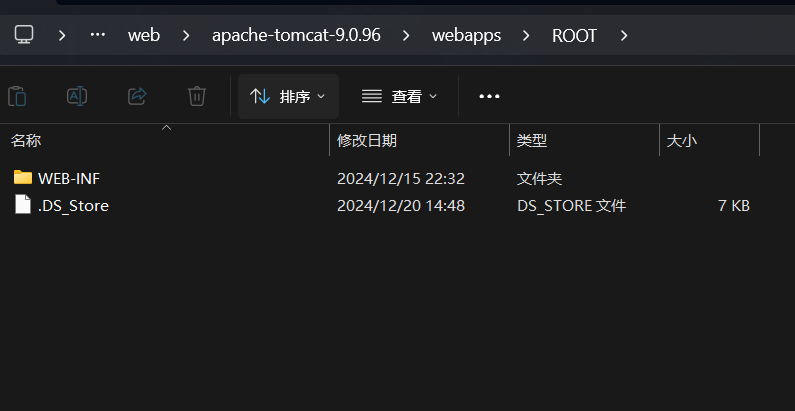 web apache-tomcat-9.0.96 webapps ROOT
排序 查看
名称 修改日期 类型 大小
WEB-INF 2024/12/15 22:32 文件夹
.DS_Store 2024/12/20 14:48 DS_STORE 文件 7 KB